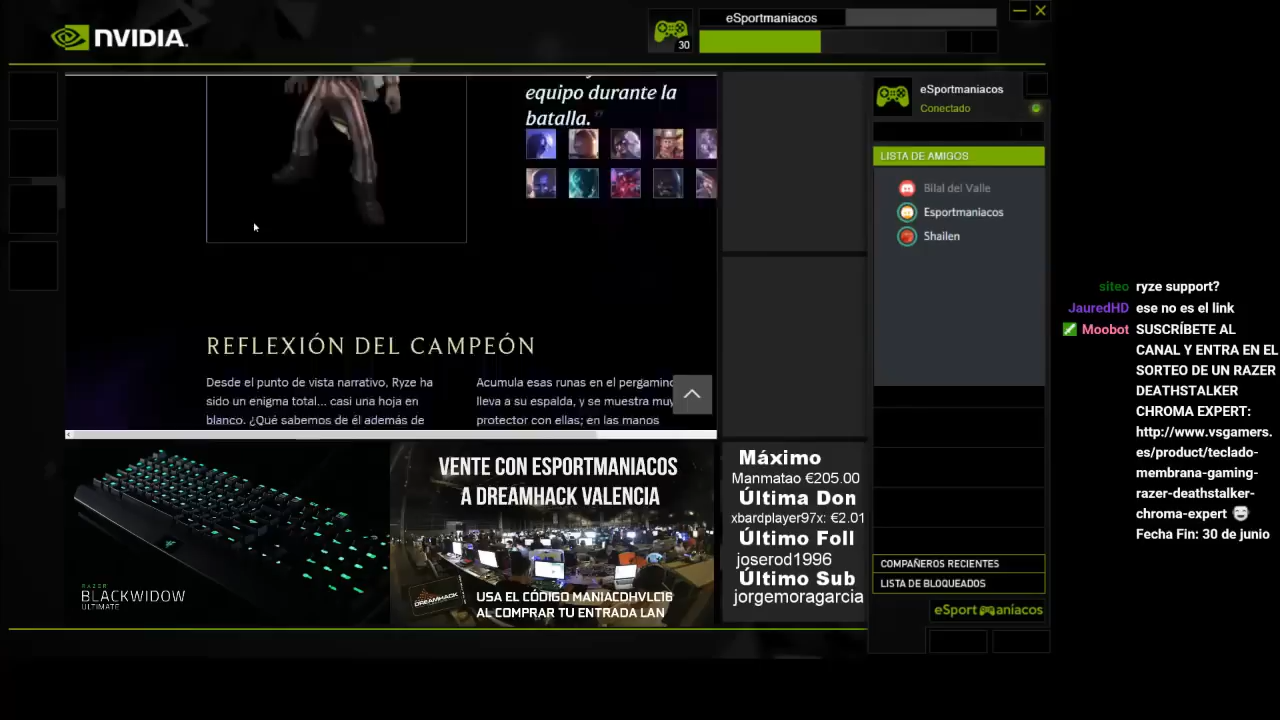 NVIDIA.
30
eSportmaniacos
equipo durante la
batalla.”
REFLEXIÓN DEL CAMPEÓN
Desde el punto de vista narrativo, Ryze ha
sido un enigma total... casi una hoja en
blanco. ¿Qué sabemos de él además de
Acumula esas runas en el pergamino
lleva a su espalda, y se muestra muy
protector con ellas; en las manos
RAZER
BLACKWIDOW
ULTIMATE
VENTE CON ESPORTMANIACOS
A DREAMHACK VALENCIA
DREAMHACK
USA EL CÓDIGO MANIACDHVLC16
AL COMPRAR TU ENTRADA LAN
Máximo
Manmatao €205.00
Última Don
xbardplayer97x: €2.01
Último Foll
joserod1996
Último Sub
jorgemoragarcia
eSportmaniacos
Conectado
LISTA DE AMIGOS
Bilal del Valle
Esportmaniacos
Shailen
COMPAÑEROS RECIENTES
LISTA DE BLOQUEADOS
eSport maníacos
siteo ryze support?
JauredHD ese no es el link
Moobot SUSCRÍBETE AL
CANAL Y ENTRA EN EL
SORTEO DE UN RAZER
DEATHSTALKER
CHROMA EXPERT:
http://www.vsgamers.
es/product/teclado-
membrana-gaming-
razer-deathstalker-
chroma-expert
Fecha Fin: 30 de junio